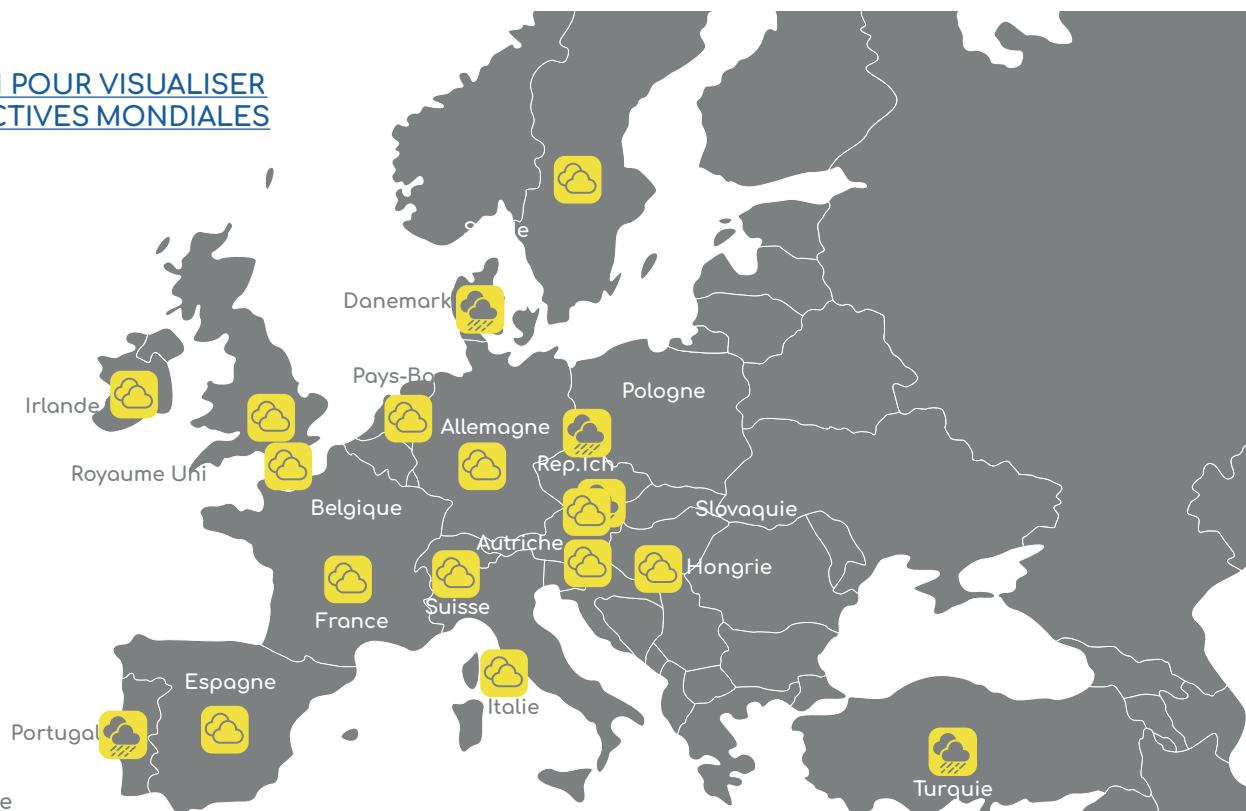 POUR VISUALISER
CTIVES MONDIALES
Danemark
Pays-Ba
Irlande
Pologne
Allemagne
Rep.Tch
Royaume Uni
Belgique
Slovaquie
Autriche
Hongrie
Suisse
France
Espagne
Italie
Portugal
Turquie
e